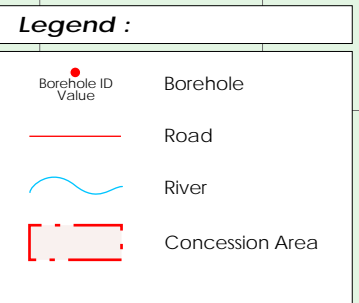 Legend :
Borehole ID
Value
Borehole
Road
River
Concession Area